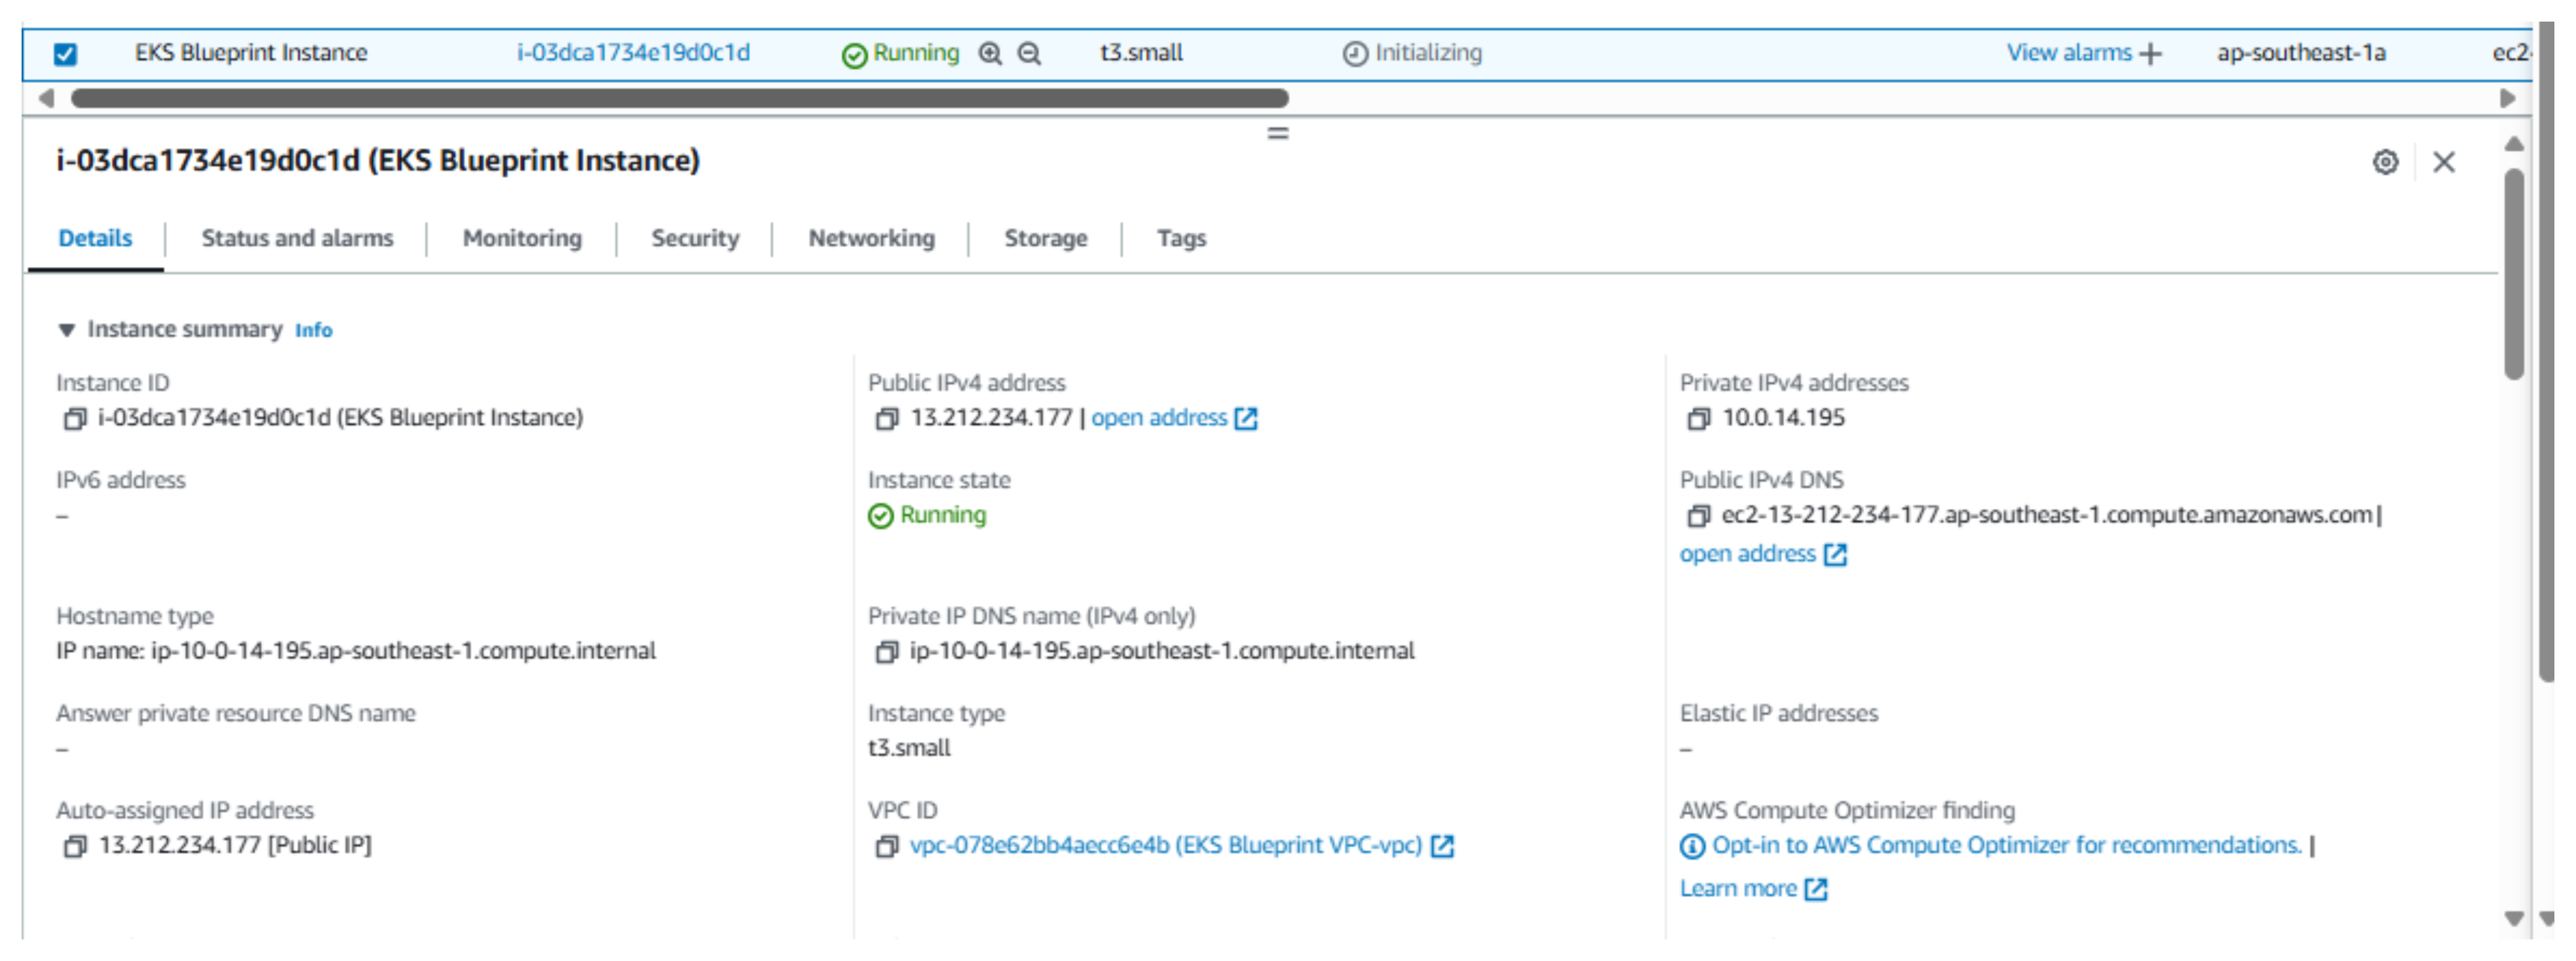 EKS Blueprint Instance i-03dca1734e19d0c1d Running t3.small Initializing View alarms + ap-southeast-1a ec2-
i-03dca1734e19d0c1d (EKS Blueprint Instance)
Details Status and alarms Monitoring Security Networking Storage Tags
Instance summary Info
Instance ID
i-03dca1734e19d0c1d (EKS Blueprint Instance)
Public IPv4 address
13.212.234.177 | open address
Private IPv4 addresses
10.0.14.195
IPv6 address
–
Instance state
Running
Public IPv4 DNS
ec2-13-212-234-177.ap-southeast-1.compute.amazonaws.com |
open address
Hostname type
IP name: ip-10-0-14-195.ap-southeast-1.compute.internal
Private IP DNS name (IPv4 only)
ip-10-0-14-195.ap-southeast-1.compute.internal
Answer private resource DNS name
–
Instance type
t3.small
Elastic IP addresses
–
Auto-assigned IP address
13.212.234.177 [Public IP]
VPC ID
vpc-078e62bb4aecc6e4b (EKS Blueprint VPC-vpc)
AWS Compute Optimizer finding
Opt-in to AWS Compute Optimizer for recommendations. |
Learn more